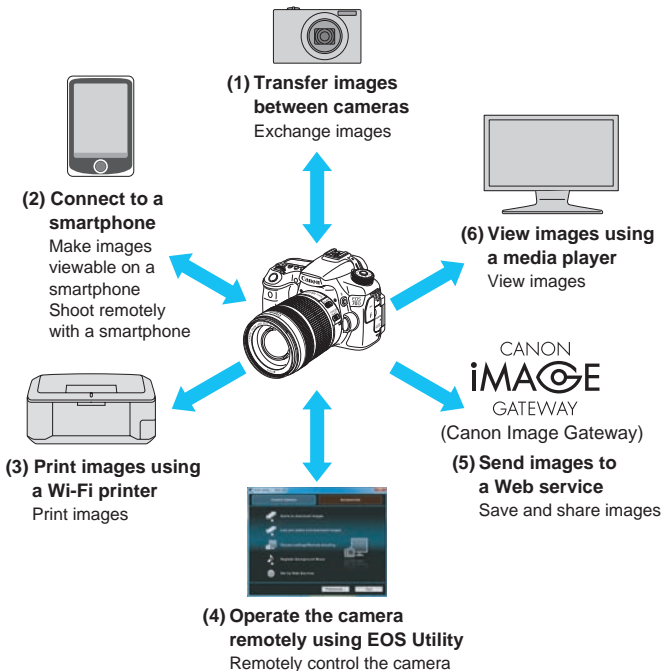 (1) Transfer images
between cameras
Exchange images
(2) Connect to a
smartphone
Make images
viewable on a
smartphone
Shoot remotely
with a smartphone
(6) View images using
a media player
View images
Canon
EOS
70D
CANON
iMAGE
GATEWAY
(Canon Image Gateway)
(5) Send images to
a Web service
Save and share images
(3) Print images using
a Wi-Fi printer
Print images
(4) Operate the camera
remotely using EOS Utility
Remotely control the camera